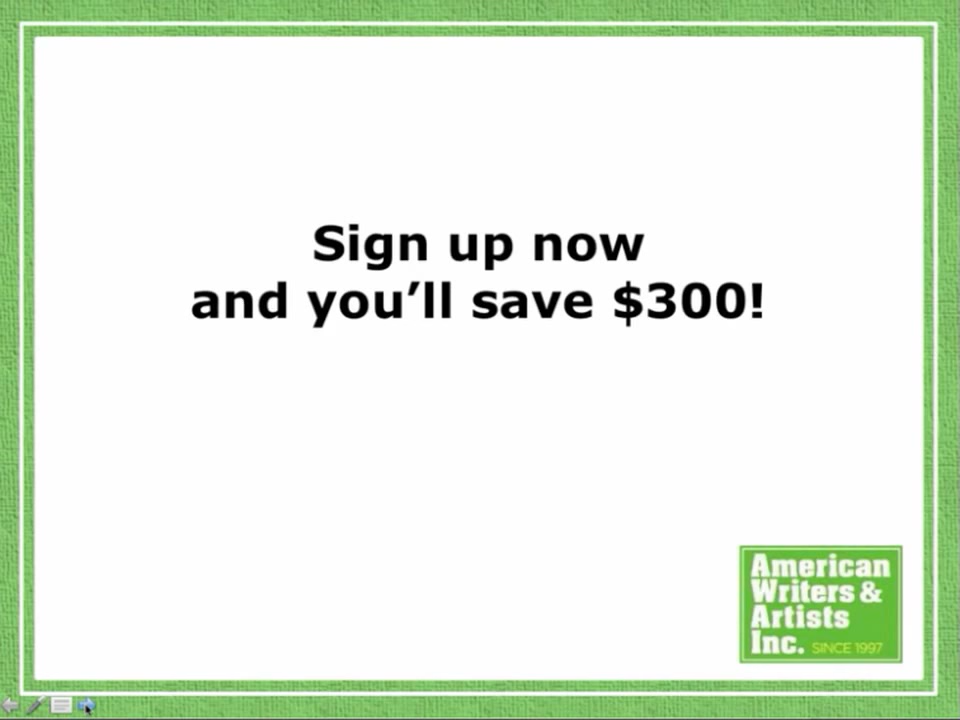 Sign up now
and you’ll save $300!
American
Writers &
Artists
Inc. SINCE 1997